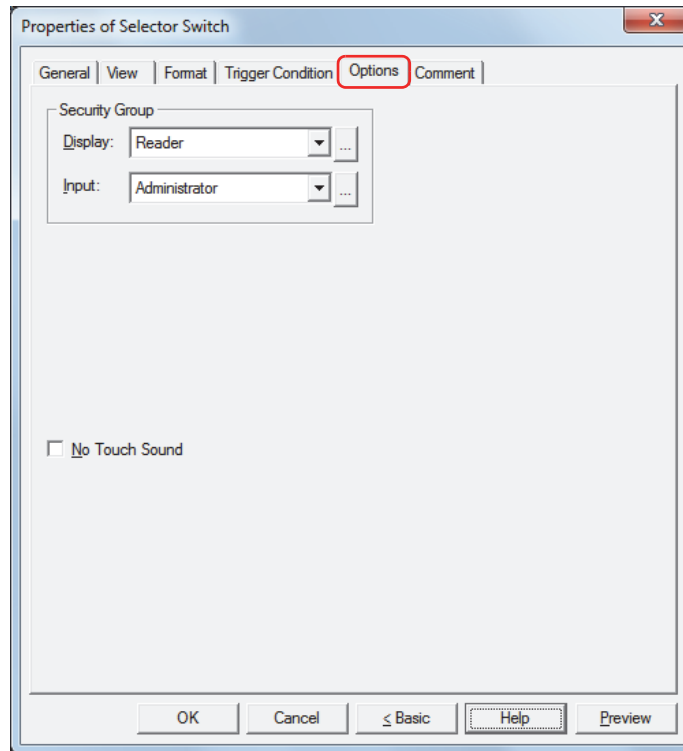 Properties of Selector Switch
x
General View Format Trigger Condition Options Comment
Security Group
Display: Reader ...
Input: Administrator ...
No Touch Sound
OK Cancel < Basic Help Preview